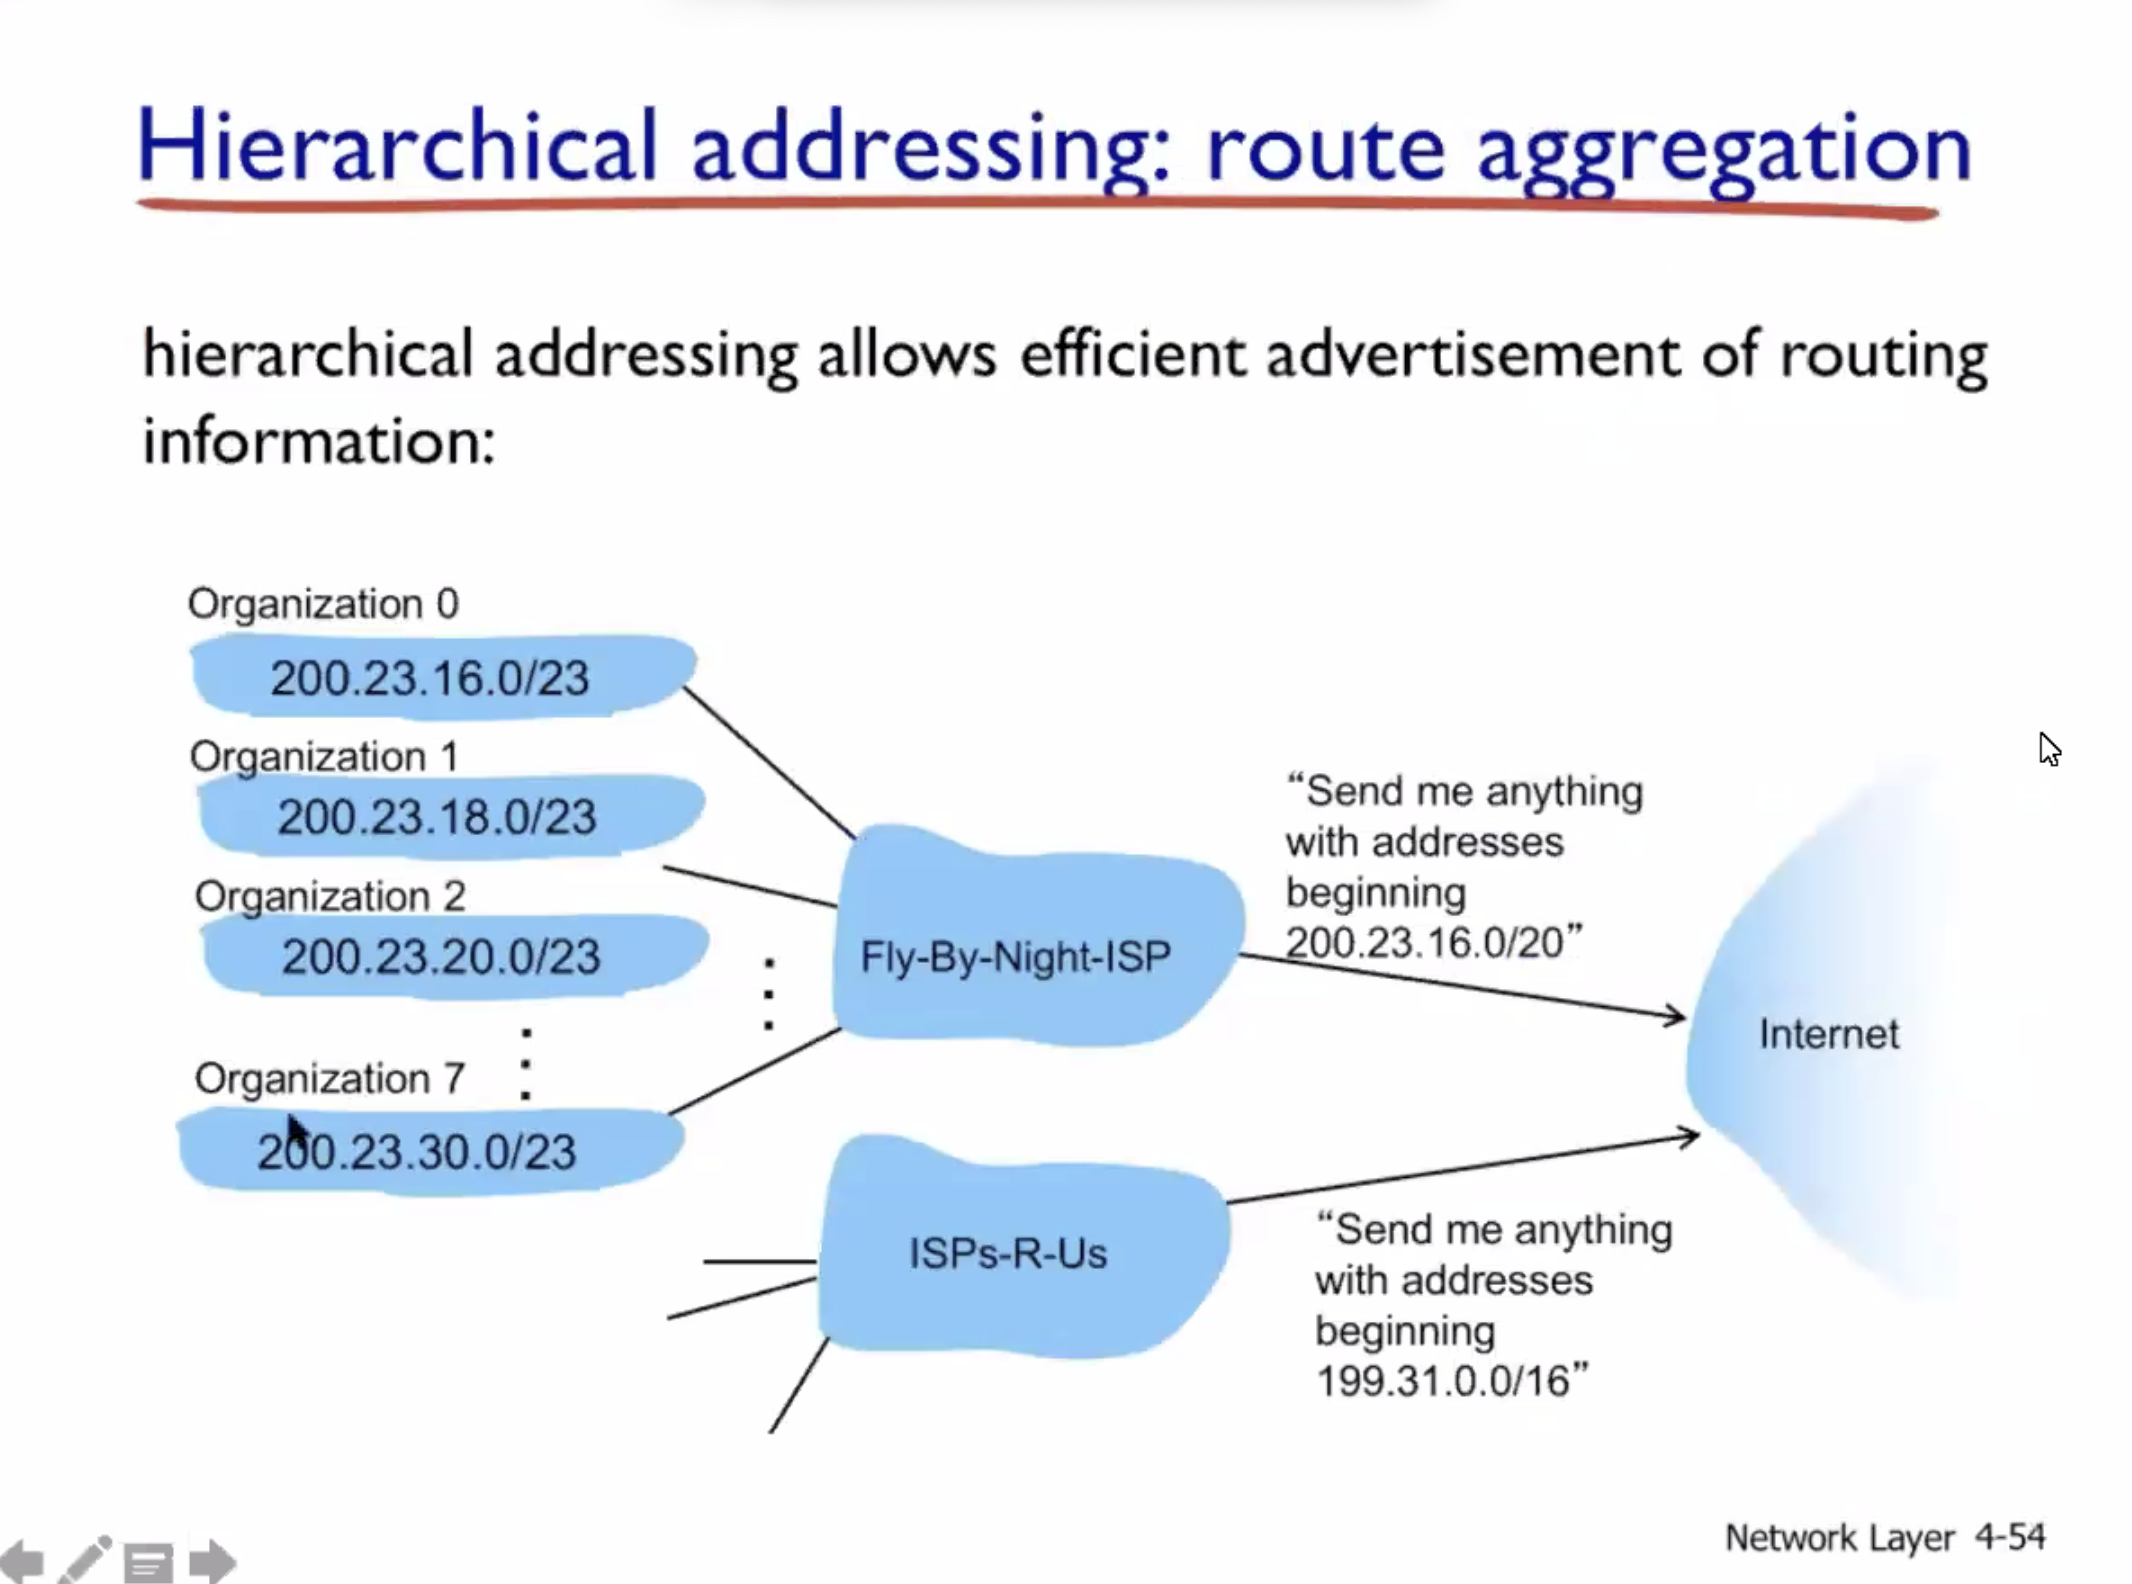 Hierarchical addressing: route aggregation
hierarchical addressing allows efficient advertisement of routing
information:
Organization 0
200.23.16.0/23
Organization 1
200.23.18.0/23
Organization 2
200.23.20.0/23
Organization 7
200.23.30.0/23
Fly-By-Night-ISP
“Send me anything
with addresses
beginning
200.23.16.0/20”
Internet
ISPs-R-Us
“Send me anything
with addresses
beginning
199.31.0.0/16”
Network Layer 4-54